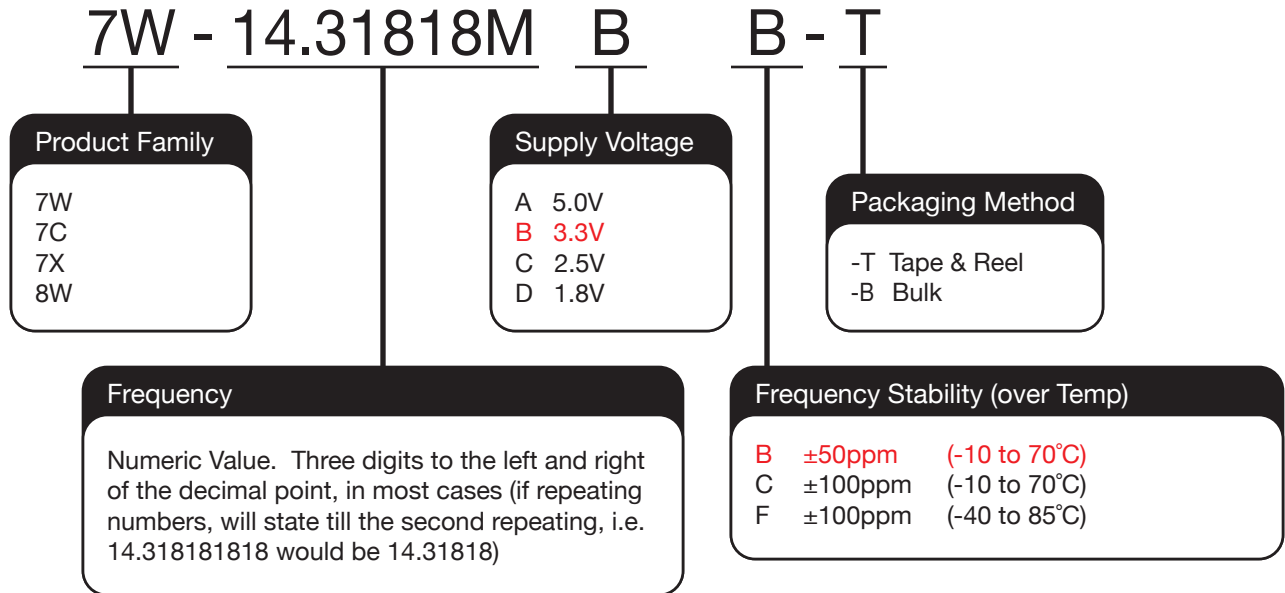 7W - 14.31818M B B - T
Product Family
7W
7C
7X
8W
Supply Voltage
A 5.0V
B 3.3V
C 2.5V
D 1.8V
Packaging Method
-T Tape & Reel
-B Bulk
Frequency
Numeric Value. Three digits to the left and right
of the decimal point, in most cases (if repeating
numbers, will state till the second repeating, i.e.
14.318181818 would be 14.31818)
Frequency Stability (over Temp)
B ±50ppm (-10 to 70°C)
C ±100ppm (-10 to 70°C)
F ±100ppm (-40 to 85°C)